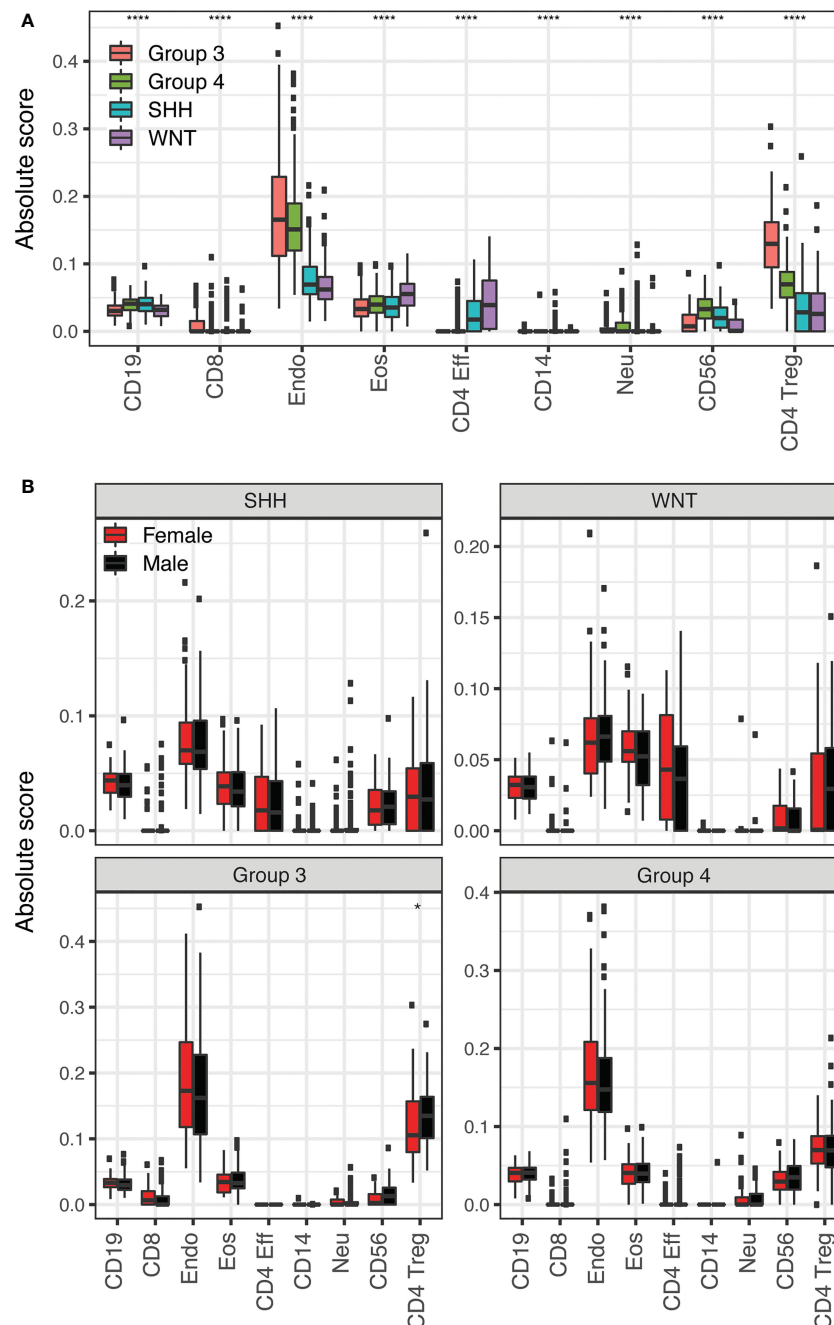 A
**** **** **** **** **** **** **** **** ****
Group 3
Group 4
SHH
WNT
Absolute score
0.4
0.3
0.2
0.1
0.0
CD19 CD8 Endo Eos CD4 Eff CD14 Neu CD56 CD4 Treg
B
SHH WNT
Female
Male
0.2
0.1
0.0
0.20
0.15
0.10
0.05
0.00
Absolute score
Group 3 Group 4
*
0.4
0.3
0.2
0.1
0.0
0.4
0.3
0.2
0.1
0.0
CD19 CD8 Endo Eos CD4 Eff CD14 Neu CD56 CD4 Treg
CD19 CD8 Endo Eos CD4 Eff CD14 Neu CD56 CD4 Treg